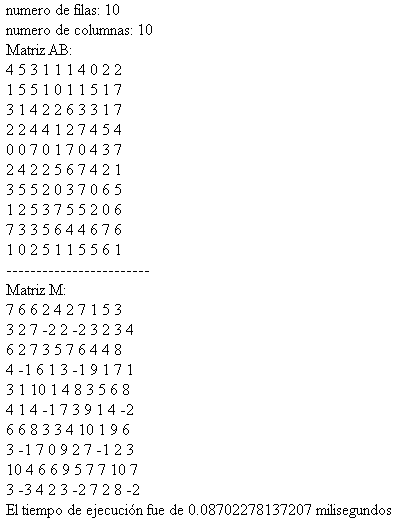 numero de filas: 10
numero de columnas: 10
Matriz AB:
4 5 3 1 1 1 4 0 2 2
1 5 5 1 0 1 1 5 1 7
3 1 4 2 2 6 3 3 1 7
2 2 4 4 1 2 7 4 5 4
0 0 7 0 1 7 0 4 3 7
2 4 2 2 5 6 7 4 2 1
3 5 5 2 0 3 7 0 6 5
1 2 5 3 7 5 5 2 0 6
7 3 3 5 6 4 4 6 7 6
1 0 2 5 1 1 5 5 6 1
------------------------
Matriz M:
7 6 6 2 4 2 7 1 5 3
3 2 7 -2 2 -2 3 2 3 4
6 2 7 3 5 7 6 4 4 8
4 -1 6 1 3 -1 9 1 7 1
3 1 10 1 4 8 3 5 6 8
4 1 4 -1 7 3 9 1 4 -2
6 6 8 3 3 4 10 1 9 6
3 -1 7 0 9 2 7 -1 2 3
10 4 6 6 9 5 7 7 10 7
3 -3 4 2 3 -2 7 2 8 -2
El tiempo de ejecución fue de 0.08702278137207 milisegundos